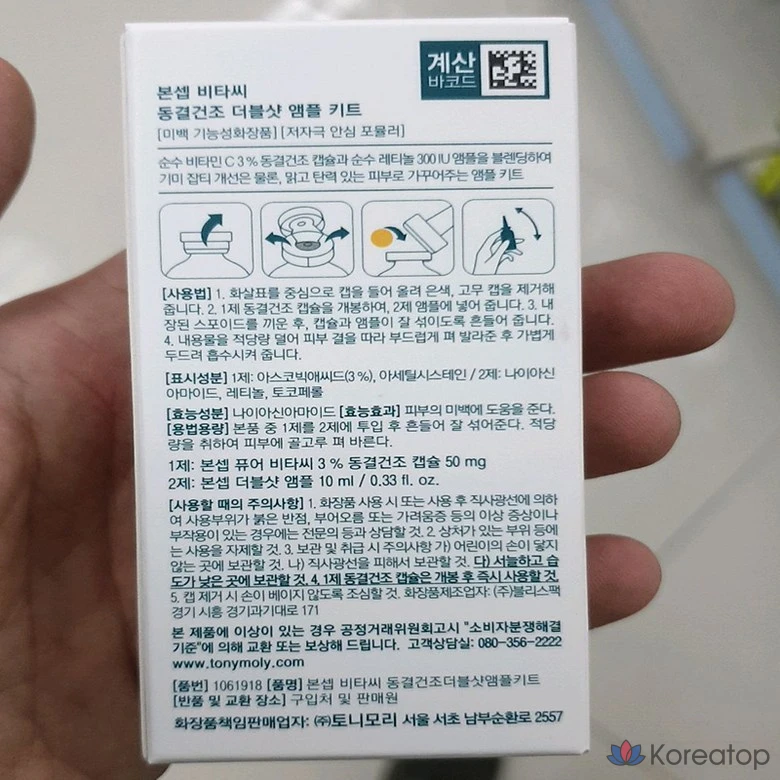 계산
바코드
본셉 비타씨
동결건조 더블샷 앰플 키트
[미백 기능성화장품] [저자극 안심 포뮬러]
순수 비타민 C 3 % 동결건조 캡슐과 순수 레티놀 300 IU 앰플을 블렌딩하여
기미 잡티 개선은 물론, 맑고 탄력 있는 피부로 가꾸어주는 앰플 키트
[사용법] 1. 화살표를 중심으로 캡을 들어 올려 은색, 고무 캡을 제거해
줍니다. 2. 1제 동결건조 캡슐을 개봉하여, 2제 앰플에 넣어 줍니다. 3. 내
장된 스포이드를 끼운 후, 캡슐과 앰플이 잘 섞이도록 흔들어 줍니다.
4. 내용물을 적당량 덜어 피부 결을 따라 부드럽게 펴 발라준 후 가볍게
두드려 흡수시켜 줍니다.
[표시성분] 1제: 아스코빅애씨드(3%), 아세틸시스테인 / 2제: 나이아신
아마이드, 레티놀, 토코페롤
[효능성분] 나이아신아마이드 [효능효과] 피부의 미백에 도움을 준다.
[용법용량] 본품 중 1제를 2제에 투입 후 흔들어 잘 섞어준다. 적당
량을 취하여 피부에 골고루 펴 바른다.
1제: 본셉 퓨어 비타씨 3 % 동결건조 캡슐 50 mg
2제: 본셉 더블샷 앰플 10 ml / 0.33 fl. oz.
[사용할 때의 주의사항] 1. 화장품 사용 시 또는 사용 후 직사광선에 의하
여 사용부위가 붉은 반점, 부어오름 또는 가려움증 등의 이상 증상이나
부작용이 있는 경우에는 전문의 등과 상담할 것. 2. 상처가 있는 부위 등에
는 사용을 자제할 것. 3. 보관 및 취급 시 주의사항 가) 어린이의 손이 닿지
않는 곳에 보관할 것. 나) 직사광선을 피해서 보관할 것. 다) 서늘하고 습
도가 낮은 곳에 보관할 것. 4. 1제 동결건조 캡슐은 개봉 후 즉시 사용할 것.
5. 캡 제거 시 손이 베이지 않도록 조심할 것. 화장품제조업자: (주)블리스팩
경기 시흥 경기과기대로 171
본 제품에 이상이 있는 경우 공정거래위원회고시 "소비자분쟁해결
기준"에 의해 교환 또는 보상해 드립니다. 고객상담실: 080-356-2222
www.tonymoly.com
[품번] 1061918 [품명] 본셉 비타씨 동결건조더블샷앰플키트
[반품 및 교환 장소] 구입처 및 판매원
화장품책임판매업자: (주)토니모리 서울 서초 남부순환로 2557
Koreatop